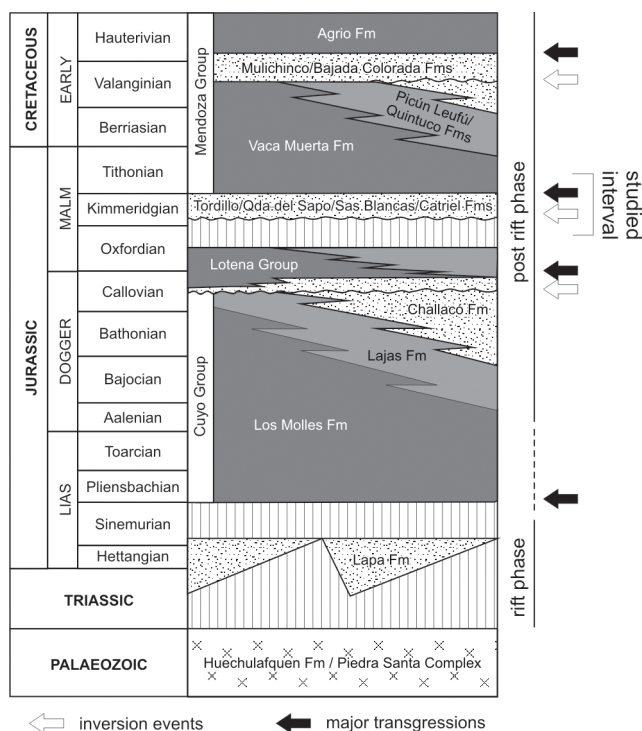 CRETACEOUS
EARLY
Hauterivian
Valanginian
Berriasian
JURASSIC
MALM
Tithonian
Kimmeridgian
Oxfordian
DOGGER
Callovian
Bathonian
Bajocian
Aalenian
LIAS
Toarcian
Pliensbachian
Sinemurian
Hettangian
TRIASSIC
PALAEOZOIC
Mendoza Group
Agrio Fm
Mulichinco/Bajada Colorada Fms
Picún Leufú/
Quintuco Fms
Vaca Muerta Fm
Tordillo/Qda.del Sapo/Sas.Blancas/Catriel Fms
Lotena Group
Cuyo Group
Challacó Fm
Lajas Fm
Los Molles Fm
Lapa Fm
Huechulafquen Fm / Piedra Santa Complex
post rift phase
rift phase
studied
interval
inversion events
major transgressions